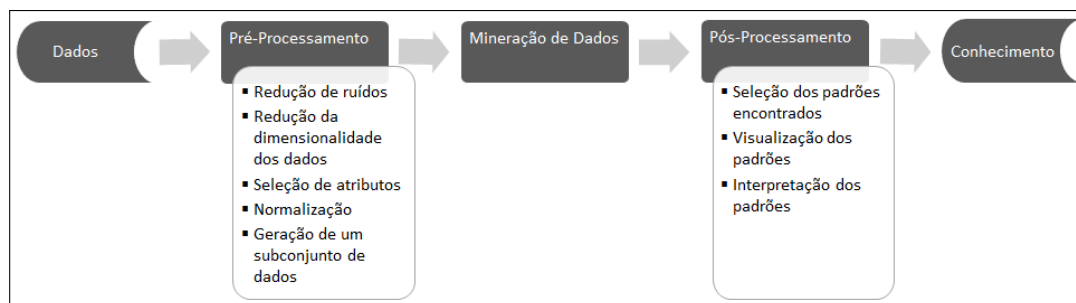 Dados
Pré-Processamento
▪ Redução de ruídos
▪ Redução da
dimensionalidade
dos dados
▪ Seleção de atributos
▪ Normalização
▪ Geração de um
subconjunto de
dados
Mineração de Dados
Pós-Processamento
▪ Seleção dos padrões
encontrados
▪ Visualização dos
padrões
▪ Interpretação dos
padrões
Conhecimento